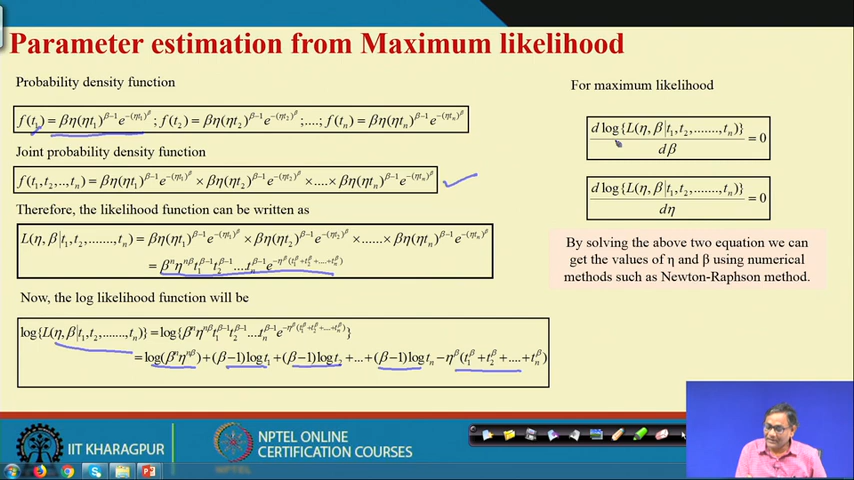 Parameter estimation from Maximum likelihood
Probability density function
f(t₁) = βη(ηt₁)^{β−1}e^{−(ηt₁)^β}; f(t₂) = βη(ηt₂)^{β−1}e^{−(ηt₂)^β};....; f(tₙ) = βη(ηtₙ)^{β−1}e^{−(ηtₙ)^β}
Joint probability density function
f(t₁,t₂,..,tₙ) = βη(ηt₁)^{β−1}e^{−(ηt₁)^β} × βη(ηt₂)^{β−1}e^{−(ηt₂)^β} × .... × βη(ηtₙ)^{β−1}e^{−(ηtₙ)^β}
Therefore, the likelihood function can be written as
L(η,β|t₁,t₂,.......,tₙ) = βη(ηt₁)^{β−1}e^{−(ηt₁)^β} × βη(ηt₂)^{β−1}e^{−(ηt₂)^β} × ...... × βη(ηtₙ)^{β−1}e^{−(ηtₙ)^β}
= βⁿη^{nβ}t₁^{β−1}t₂^{β−1}....tₙ^{β−1}e^{−η^β(t₁^β+t₂^β+....+tₙ^β)}
Now, the log likelihood function will be
log{L(η,β|t₁,t₂,.......,tₙ)} = log{βⁿη^{nβ}t₁^{β−1}t₂^{β−1}....tₙ^{β−1}e^{−η^β(t₁^β+t₂^β+....+tₙ^β)}}
= log(βⁿη^{nβ}) + (β−1)log t₁ + (β−1)log t₂ + ... + (β−1)log tₙ − η^β(t₁^β + t₂^β + .... + tₙ^β)
For maximum likelihood
d log{L(η,β|t₁,t₂,.......,tₙ)}
dβ = 0
d log{L(η,β|t₁,t₂,.......,tₙ)}
dη = 0
By solving the above two equation we can
get the values of η and β using numerical
methods such as Newton-Raphson method.
IIT KHARAGPUR
NPTEL ONLINE
CERTIFICATION COURSES
NPTEL